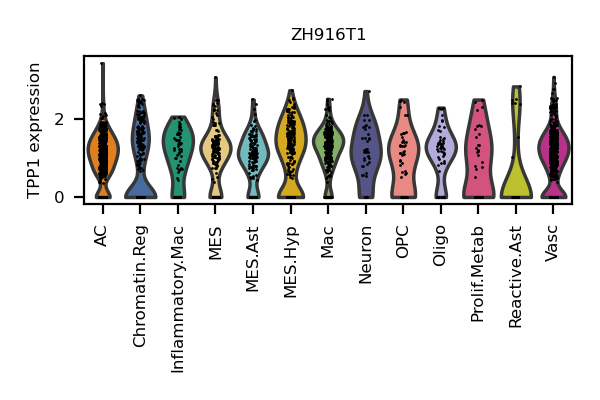 ZH916T1
TPP1 expression
2
0
AC
Chromatin.Reg
Inflammatory.Mac
MES
MES.Ast
MES.Hyp
Mac
Neuron
OPC
Oligo
Prolif.Metab
Reactive.Ast
Vasc